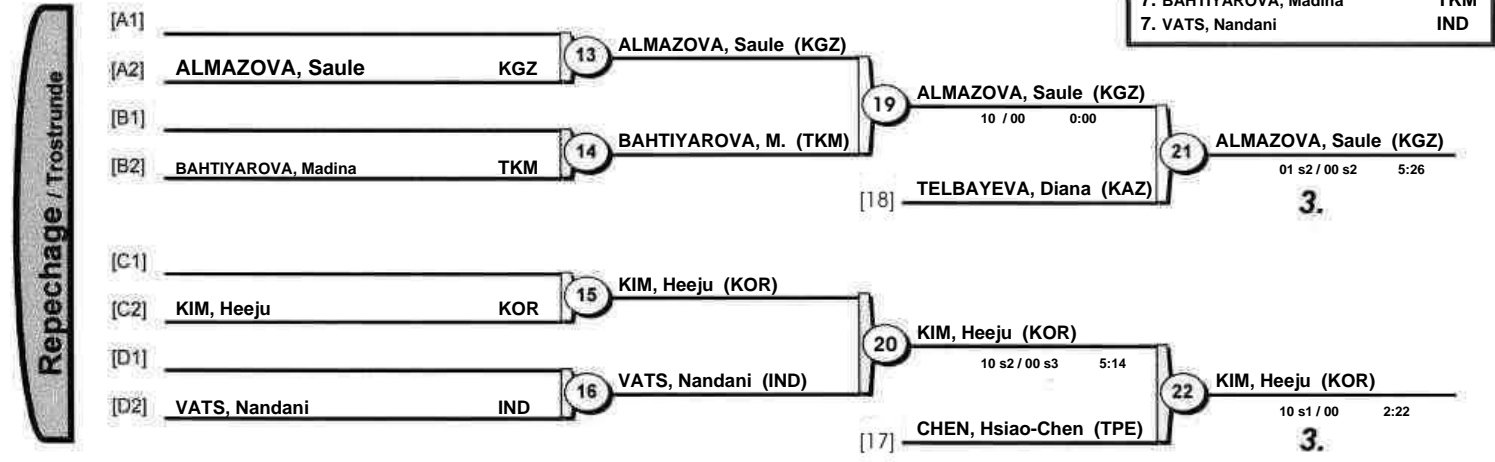 7. BAHTIYAROVA, Madina TKM
7. VATS, Nandani IND
Repechage / Trostrunde
[A1]
[A2] ALMAZOVA, Saule KGZ
13
ALMAZOVA, Saule (KGZ)
[B1]
[B2] BAHTIYAROVA, Madina TKM
14
BAHTIYAROVA, M. (TKM)
19
ALMAZOVA, Saule (KGZ)
10 / 00 0:00
[18] TELBAYEVA, Diana (KAZ)
21
ALMAZOVA, Saule (KGZ)
01 s2 / 00 s2 5:26
3.
[C1]
[C2] KIM, Heeju KOR
15
KIM, Heeju (KOR)
[D1]
[D2] VATS, Nandani IND
16
VATS, Nandani (IND)
20
KIM, Heeju (KOR)
10 s2 / 00 s3 5:14
[17] CHEN, Hsiao-Chen (TPE)
22
KIM, Heeju (KOR)
10 s1 / 00 2:22
3.